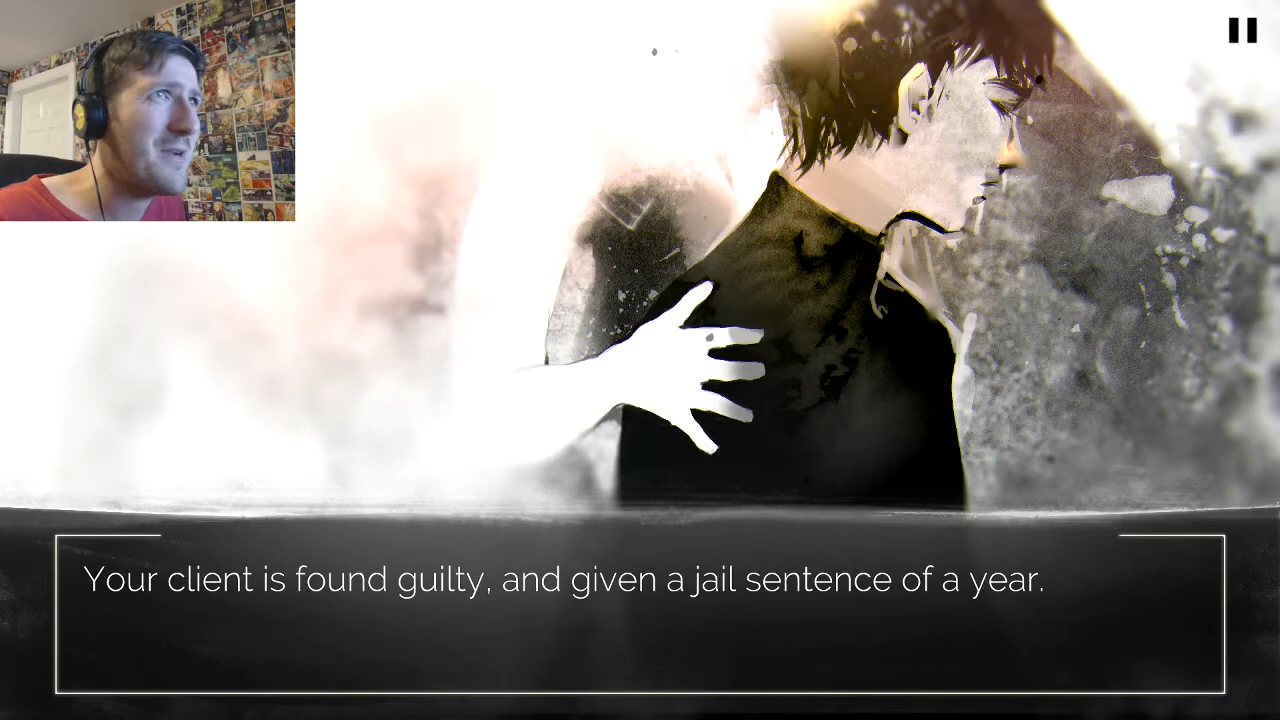 Your client is found guilty, and given a jail sentence of a year.